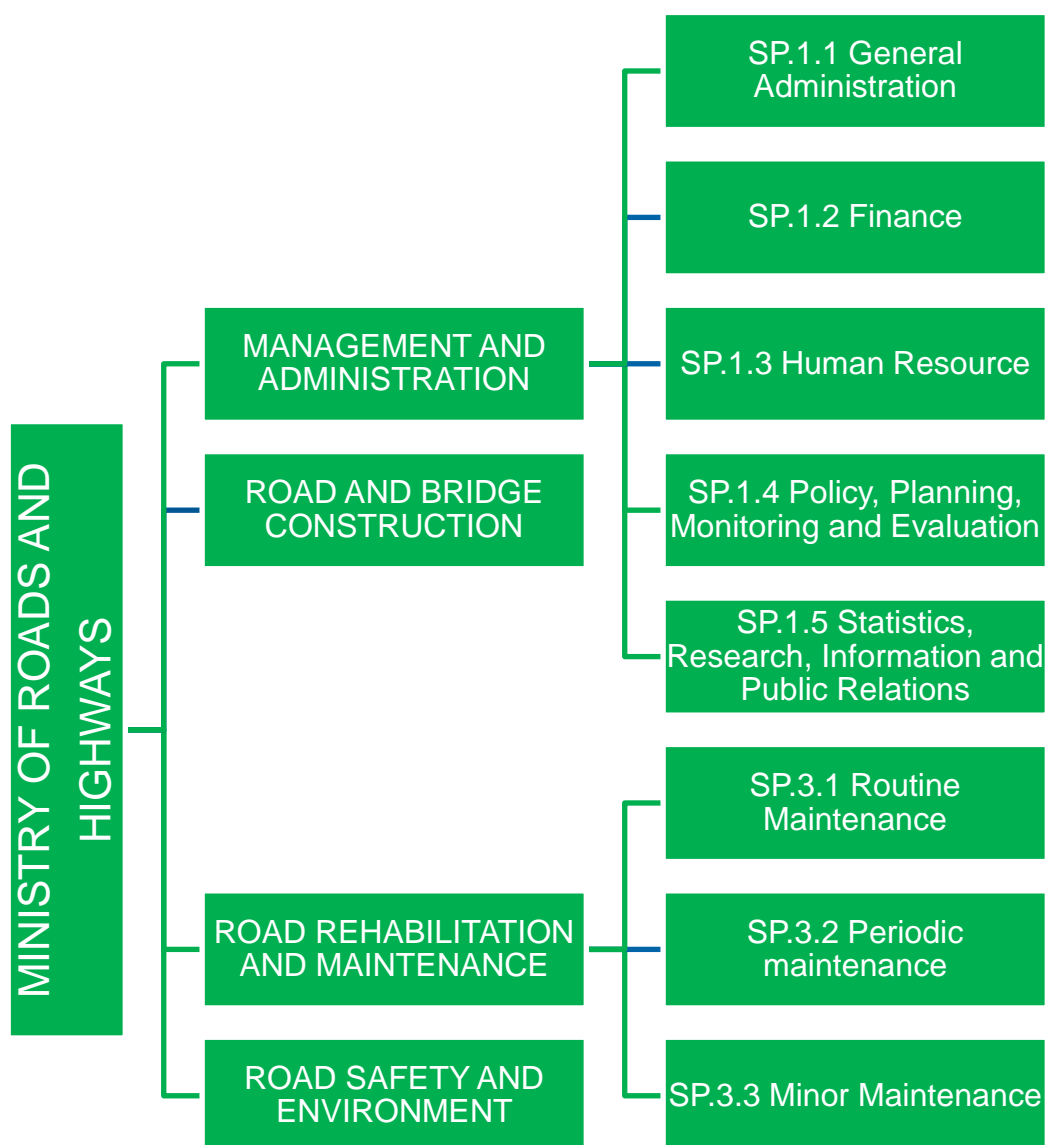 MINISTRY OF ROADS AND
HIGHWAYS
MANAGEMENT AND
ADMINISTRATION
SP.1.1 General
Administration
SP.1.2 Finance
SP.1.3 Human Resource
SP.1.4 Policy, Planning,
Monitoring and Evaluation
SP.1.5 Statistics,
Research, Information and
Public Relations
ROAD AND BRIDGE
CONSTRUCTION
ROAD REHABILITATION
AND MAINTENANCE
SP.3.1 Routine
Maintenance
SP.3.2 Periodic
maintenance
SP.3.3 Minor Maintenance
ROAD SAFETY AND
ENVIRONMENT